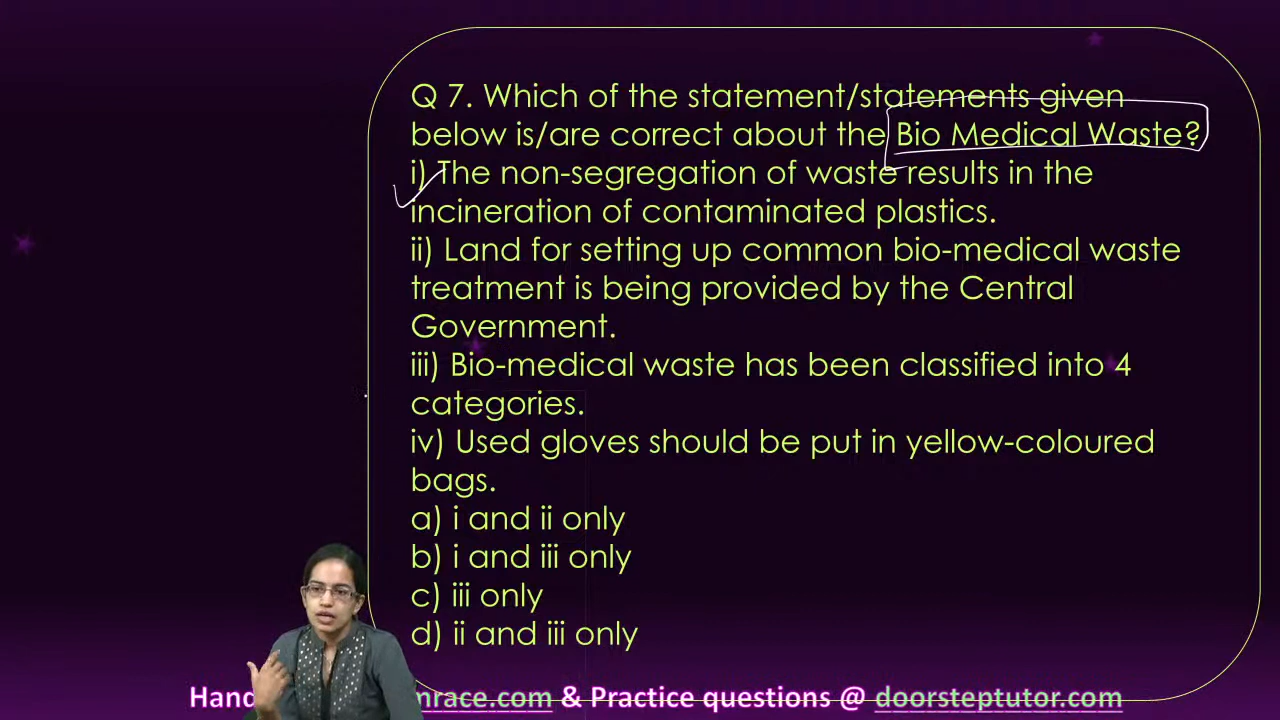 Q 7. Which of the statement/statements given
below is/are correct about the Bio Medical Waste?
i) The non-segregation of waste results in the
incineration of contaminated plastics.
ii) Land for setting up common bio-medical waste
treatment is being provided by the Central
Government.
iii) Bio-medical waste has been classified into 4
categories.
iv) Used gloves should be put in yellow-coloured
bags.
a) i and ii only
b) i and iii only
c) iii only
d) ii and iii only
Hand mrace.com & Practice questions @ doorsteptutor.com